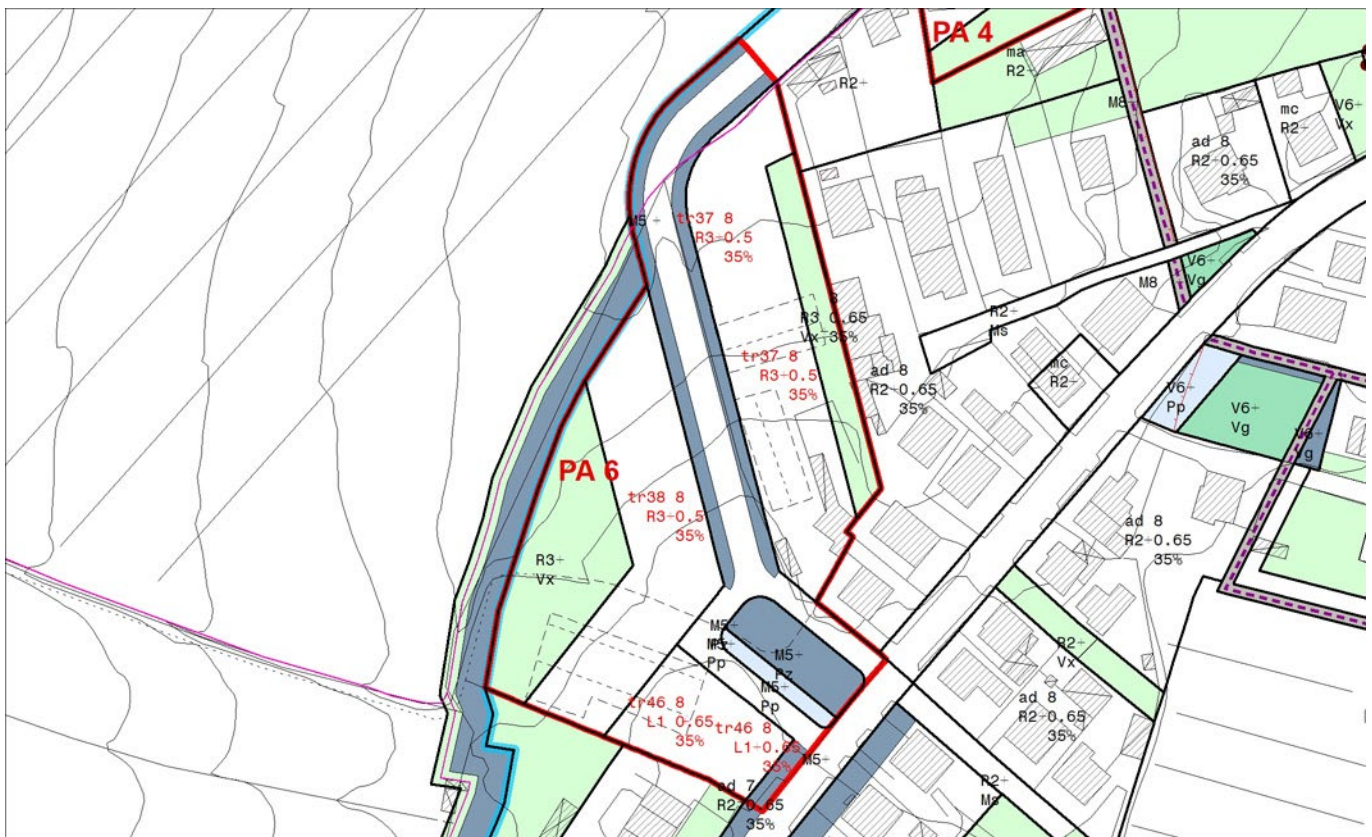 PA 4
ma
R2÷
R2÷
M8÷
mc
R2÷
V6÷
Vx
ad 8
R2÷0.65
35%
M5 ÷
tr37 8
R3÷0.5
35%
V6÷
Vg
M8
8
R3 0.65
Vx÷35%
R2÷
Ms
tr37 8
R3÷0.5
35%
ad 8
R2÷0.65
35%
mc
R2÷
V6÷
Pp
V6÷
Vg
V6÷
Vg
PA 6
tr38 8
R3÷0.5
35%
ad 8
R2÷0.65
35%
R3÷
Vx
M5÷
M5÷
Pp
M5÷
Pz
M5÷
Pp
R2÷
Vx
tr46 8
L1 0.65
35%
tr46 8
L1÷0.65
35%
ad 8
R2÷0.65
35%
M5÷
ad 7
R2÷0.65
35%
R2÷
Ms